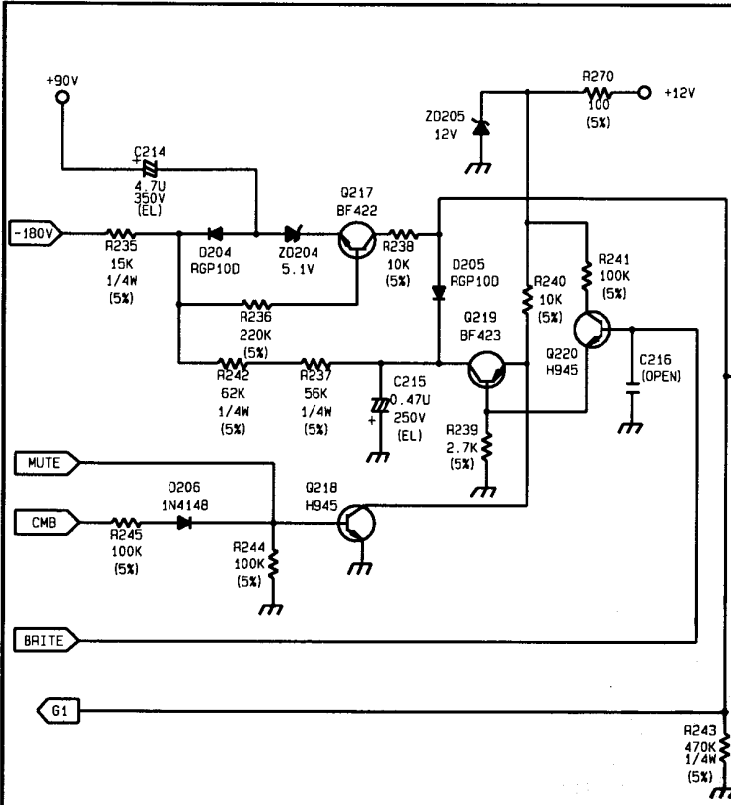 +90V
R270
100
(5%)
+12V
ZD205
12V
C214
+
4.7U
350V
(EL)
Q217
BF422
-180V
R235
15K
1/4W
(5%)
D204
RGP10D
ZD204
5.1V
R238
10K
(5%)
D205
RGP10D
R240
10K
(5%)
R241
100K
(5%)
R236
220K
(5%)
Q219
BF423
Q220
H945
C216
(OPEN)
R242
62K
1/4W
(5%)
R237
56K
1/4W
(5%)
C215
0.47U
250V
(EL)
+
R239
2.7K
(5%)
MUTE
D206
1N4148
Q218
H945
CMB
R245
100K
(5%)
R244
100K
(5%)
BRITE
G1
R243
470K
1/4W
(5%)